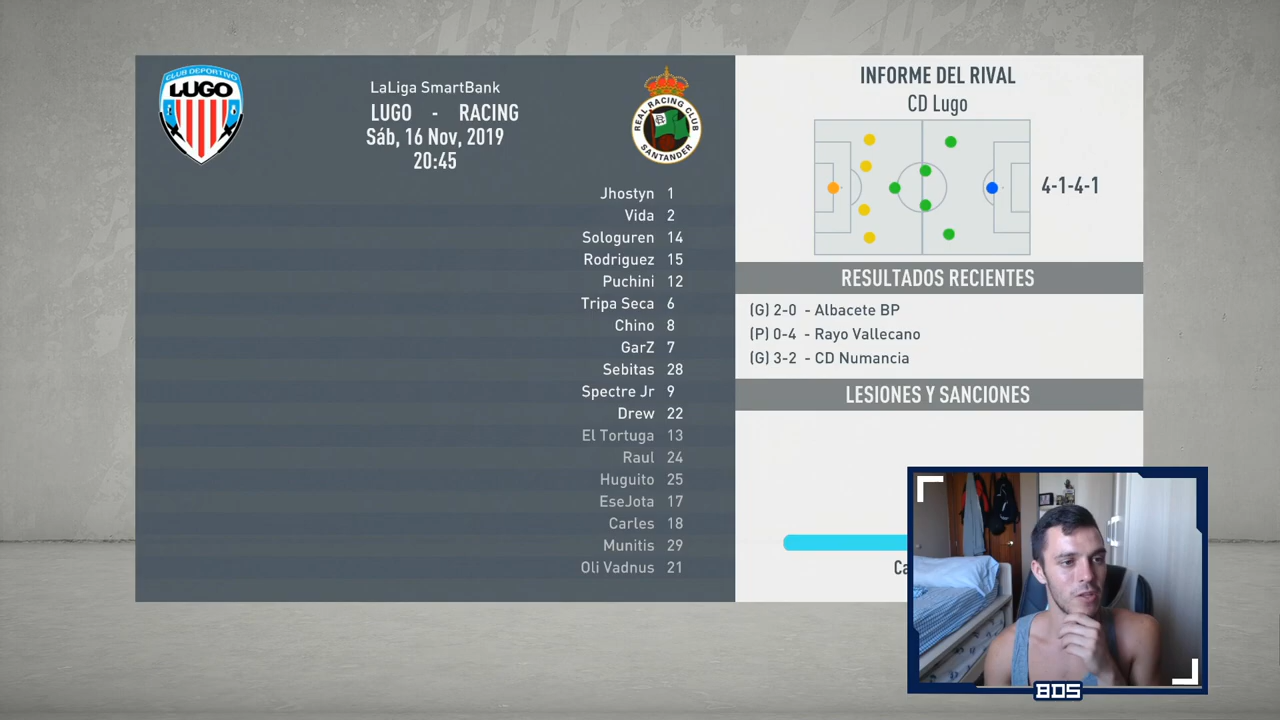 CLUB DEPORTIVO
LUGO
LaLiga SmartBank
LUGO - RACING
Sáb, 16 Nov, 2019
20:45
REAL RACING CLUB
SANTANDER
Jhostyn 1
Vida 2
Sologuren 14
Rodriguez 15
Puchini 12
Tripa Seca 6
Chino 8
GarZ 7
Sebitas 28
Spectre Jr 9
Drew 22
El Tortuga 13
Raul 24
Huguito 25
EseJota 17
Carles 18
Munitis 29
Oli Vadnus 21
INFORME DEL RIVAL
CD Lugo
4-1-4-1
RESULTADOS RECIENTES
(G) 2-0 - Albacete BP
(P) 0-4 - Rayo Vallecano
(G) 3-2 - CD Numancia
LESIONES Y SANCIONES
BDS